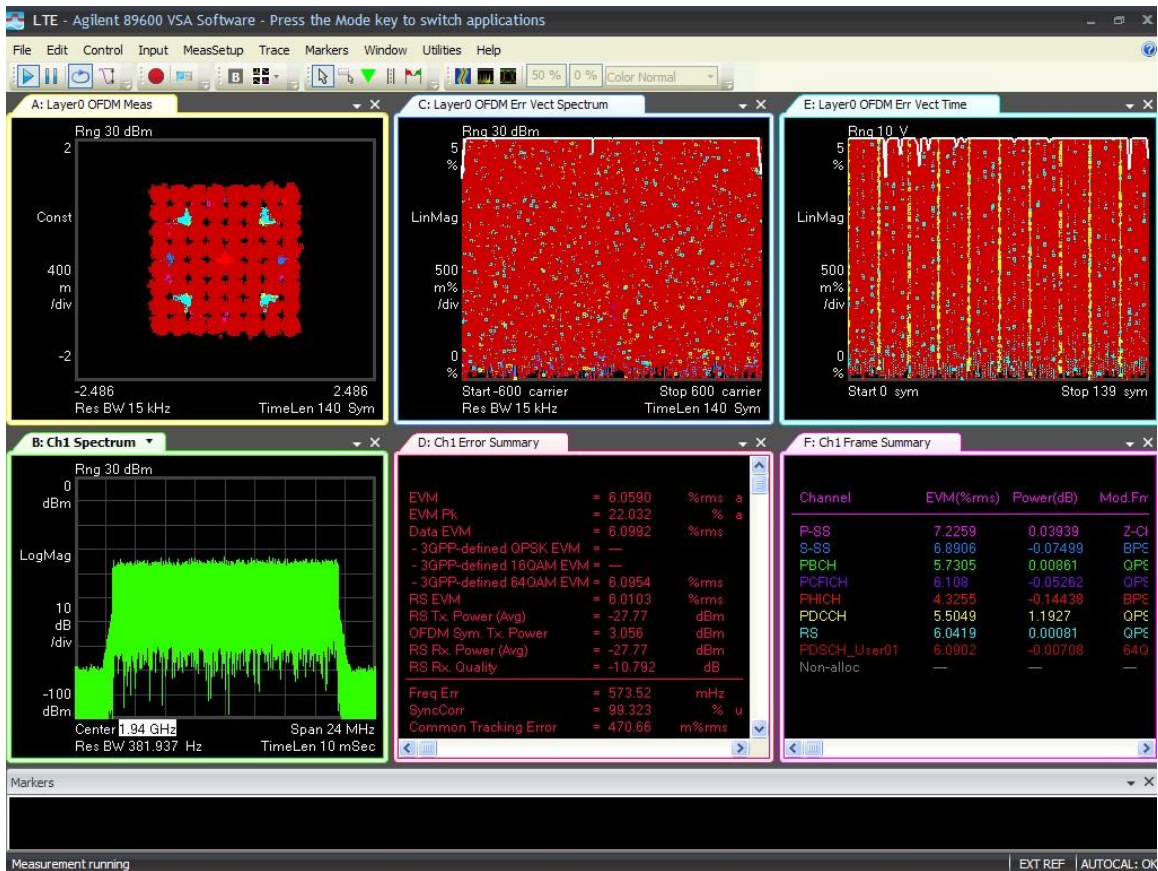 LTE - Agilent 89600 VSA Software - Press the Mode key to switch applications
File Edit Control Input MeasSetup Trace Markers Window Utilities Help
B 50 % 0 % Color Normal
A: Layer0 OFDM Meas
Rng 30 dBm
2
Const
400
m
/div
-2
-2.486 2.486
Res BW 15 kHz TimeLen 140 Sym
C: Layer0 OFDM Err Vect Spectrum
Rng 30 dBm
5
%
LinMag
500
m%
/div
0
%
Start -600 carrier Stop 600 carrier
Res BW 15 kHz TimeLen 140 Sym
E: Layer0 OFDM Err Vect Time
Rng 10 V
5
%
LinMag
500
m%
/div
0
%
Start 0 sym Stop 139 sym
B: Ch1 Spectrum
Rng 30 dBm
0
dBm
LogMag
10
dB
/div
-100
dBm
Center 1.94 GHz Span 24 MHz
Res BW 381.937 Hz TimeLen 10 mSec
D: Ch1 Error Summary
EVM = 6.0590 %rms a
EVM Pk = 22.032 % a
Data EVM = 6.0992 %rms
- 3GPP-defined QPSK EVM = —
- 3GPP-defined 16QAM EVM = —
- 3GPP-defined 64QAM EVM = 6.0954 %rms
RS EVM = 6.0103 %rms
RS Tx. Power (Avg) = -27.77 dBm
OFDM Sym. Tx. Power = 3.056 dBm
RS Rx. Power (Avg) = -27.77 dBm
RS Rx. Quality = -10.792 dB
Freq Err = 573.52 mHz
SyncCorr = 99.323 % u
Common Tracking Error = 470.66 m%rms
F: Ch1 Frame Summary
Channel EVM(%rms) Power(dB) Mod.Fm
P-SS 7.2259 0.03939 Z-Cl
S-SS 6.8906 -0.07499 BPS
PBCH 5.7305 0.00861 QPS
PCFICH 6.108 -0.05262 QPS
PHICH 4.3255 -0.14438 BPS
PDCCH 5.5049 1.1927 QPS
RS 6.0419 0.00081 QPS
PDSCH_User01 6.0902 -0.00708 64Q
Non-alloc — —
Markers
Measurement running EXT REF AUTOCAL: OK